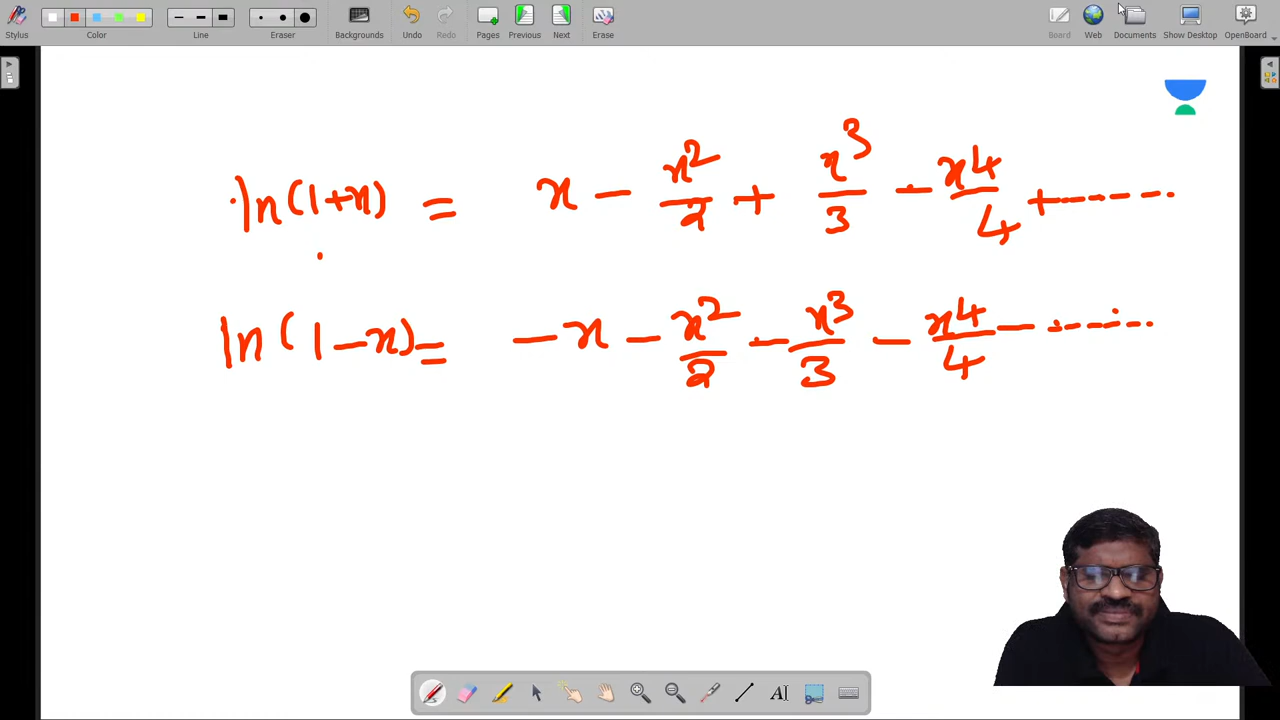 Stylus Color Line Eraser Backgrounds Undo Redo Pages Previous Next Erase Board Web Documents Show Desktop OpenBoard
ln(1+x) = x - x²/2 + x³/3 - x⁴/4 + -------
ln(1-x) = -x - x²/2 - x³/3 - x⁴/4 - -------